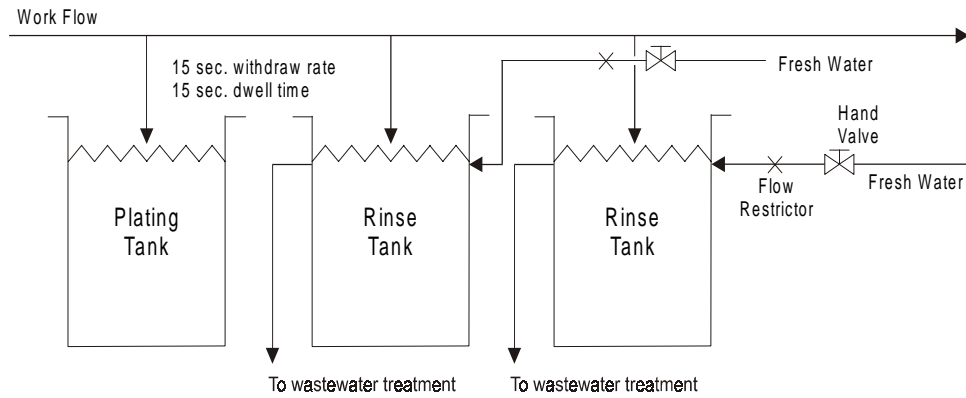 Work Flow
15 sec. withdraw rate
15 sec. dwell time
Fresh Water
Hand
Valve
Flow
Restrictor
Fresh Water
Plating
Tank
Rinse
Tank
Rinse
Tank
To wastewater treatment
To wastewater treatment